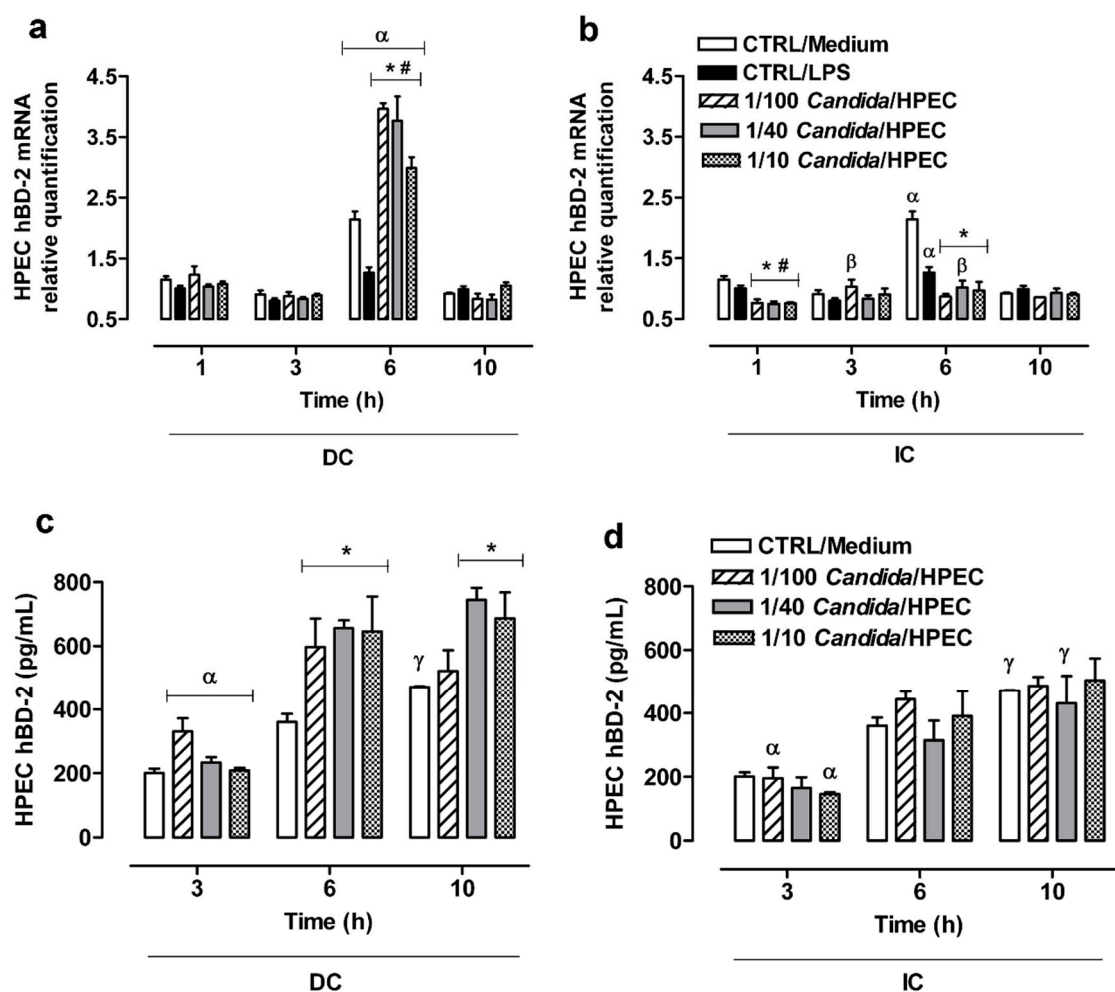 a
α
* #
HPEC hBD-2 mRNA
relative quantification
4.5
3.5
2.5
1.5
0.5
1 3 6 10
Time (h)
DC
b
CTRL/Medium
CTRL/LPS
1/100 Candida/HPEC
1/40 Candida/HPEC
1/10 Candida/HPEC
HPEC hBD-2 mRNA
relative quantification
4.5
3.5
2.5
1.5
0.5
α
α *
* # β β
1 3 6 10
Time (h)
IC
c
* *
γ
α
HPEC hBD-2 (pg/mL)
800
600
400
200
0
3 6 10
Time (h)
DC
d
CTRL/Medium
1/100 Candida/HPEC
1/40 Candida/HPEC
1/10 Candida/HPEC
HPEC hBD-2 (pg/mL)
800
600
400
200
0
γ γ
α α
3 6 10
Time (h)
IC